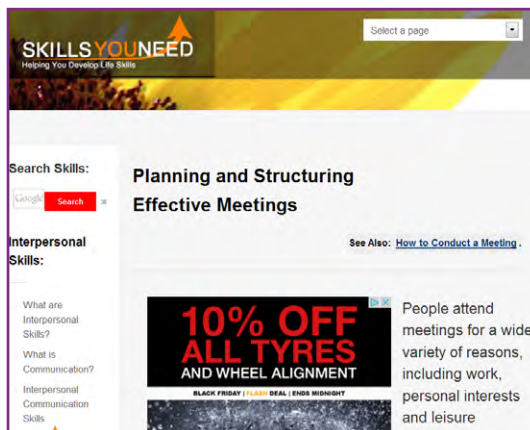 Select a page
SKILLSYOUNEED
Helping You Develop Life Skills
Search Skills:
Google
Search
x
Interpersonal
Skills:
What are
Interpersonal
Skills?
What is
Communication?
Interpersonal
Communication
Skills
Planning and Structuring
Effective Meetings
See Also: How to Conduct a Meeting.
10% OFF
ALL TYRES
AND WHEEL ALIGNMENT
BLACK FRIDAY | FLASH DEAL | ENDS MIDNIGHT
People attend
meetings for a wide
variety of reasons,
including work,
personal interests
and leisure